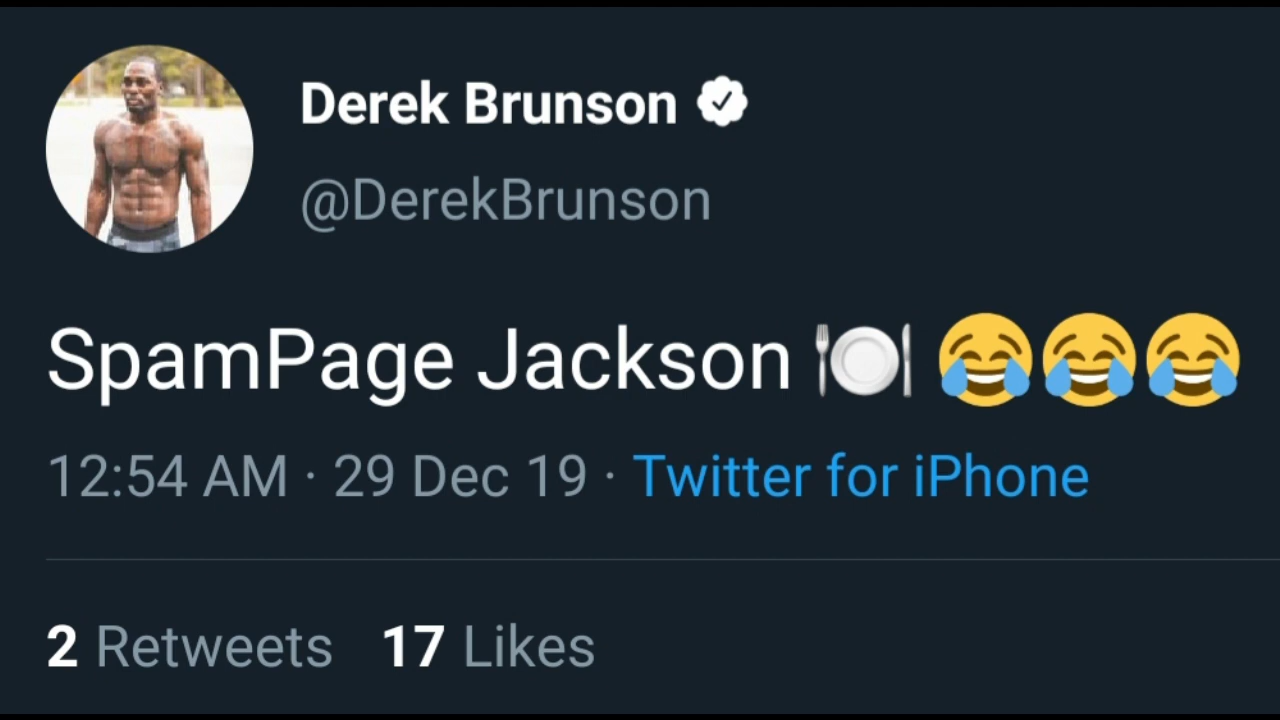 Derek Brunson
@DerekBrunson
SpamPage Jackson 🍽️ 😂😂😂
12:54 AM · 29 Dec 19 · Twitter for iPhone
2 Retweets 17 Likes